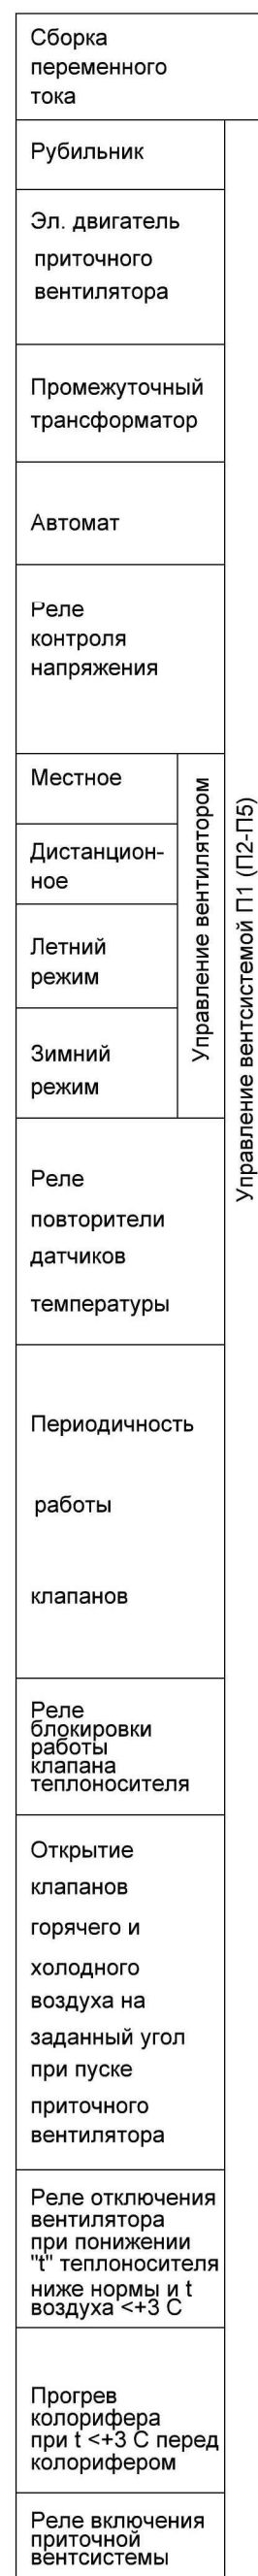 Сборка
переменного
тока
Рубильник
Эл. двигатель
приточного
вентилятора
Промежуточный
трансформатор
Автомат
Реле
контроля
напряжения
Местное
Дистанцион-
ное
Летний
режим
Зимний
режим
Управление вентилятором
Управление вентсистемой П1 (П2-П5)
Реле
повторители
датчиков
температуры
Периодичность
работы
клапанов
Реле
блокировки
работы
клапана
теплоносителя
Открытие
клапанов
горячего и
холодного
воздуха на
заданный угол
при пуске
приточного
вентилятора
Реле отключения
вентилятора
при понижении
"t" теплоносителя
ниже нормы и t
воздуха <+3 С
Прогрев
колорифера
при t <+3 С перед
колорифером
Реле включения
приточной
вентсистемы